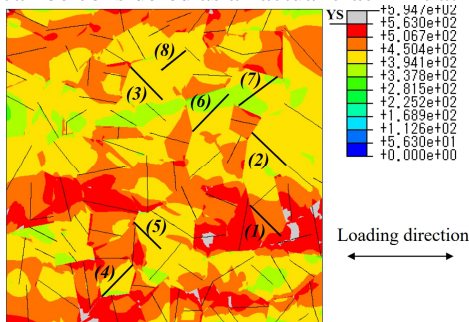 +5.947e+02
YS
+5.630e+02
+5.067e+02
+4.504e+02
+3.941e+02
+3.378e+02
+2.815e+02
+2.252e+02
+1.689e+02
+1.126e+02
+5.630e+01
+0.000e+00
(8)
(3)
(7)
(6)
(2)
(1)
(5)
(4)
Loading direction